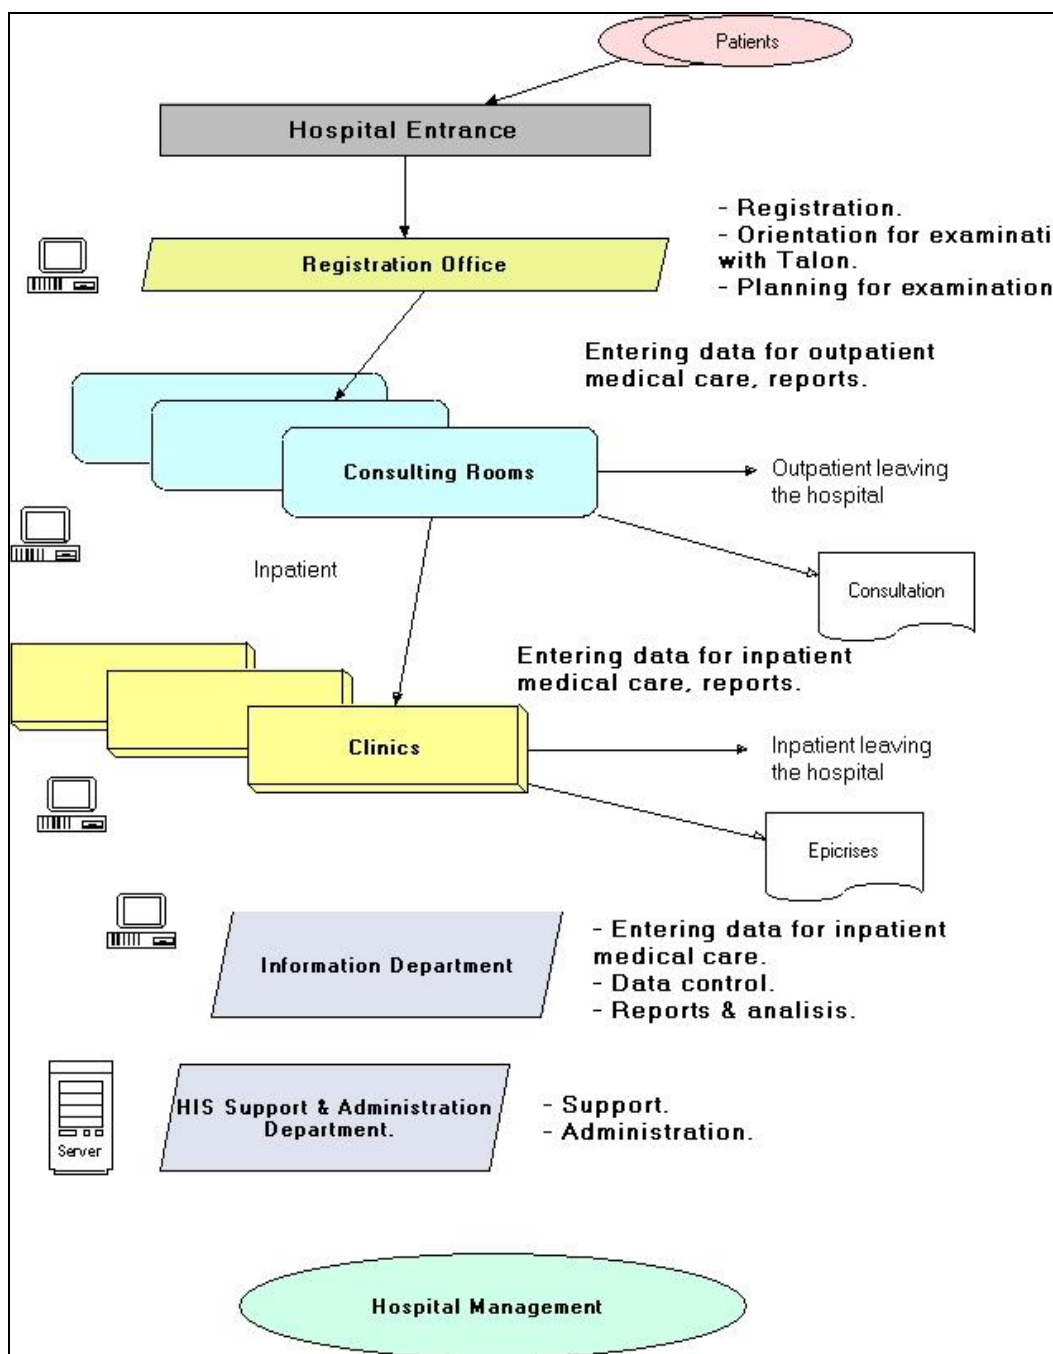 Patients
Hospital Entrance
- Registration.
- Orientation for examinati
with Talon.
- Planning for examination
Registration Office
Entering data for outpatient
medical care, reports.
Consulting Rooms
Outpatient leaving
the hospital
Inpatient
Consultation
Entering data for inpatient
medical care, reports.
Clinics
Inpatient leaving
the hospital
Epicrises
Information Department
- Entering data for inpatient
medical care.
- Data control.
- Reports & analisis.
Server
HIS Support & Administration
Department.
- Support.
- Administration.
Hospital Management